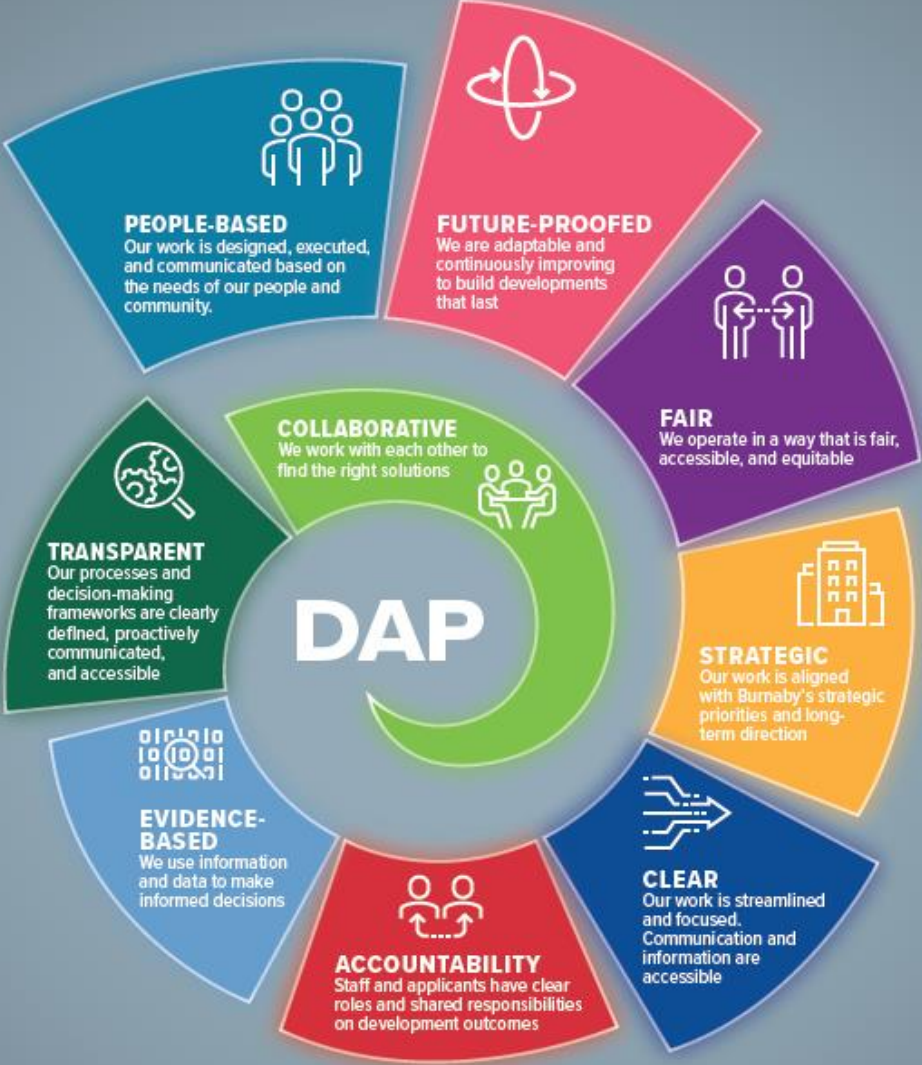 PEOPLE-BASED
Our work is designed, executed,
and communicated based on
the needs of our people and
community.
FUTURE-PROOFED
We are adaptable and
continuously improving
to build developments
that last
FAIR
We operate in a way that is fair,
accessible, and equitable
COLLABORATIVE
We work with each other to
find the right solutions
TRANSPARENT
Our processes and
decision-making
frameworks are clearly
defined, proactively
communicated,
and accessible
DAP
STRATEGIC
Our work is aligned
with Burnaby's strategic
priorities and long-
term direction
EVIDENCE-
BASED
We use information
and data to make
informed decisions
CLEAR
Our work is streamlined
and focused.
Communication and
information are
accessible
ACCOUNTABILITY
Staff and applicants have clear
roles and shared responsibilities
on development outcomes